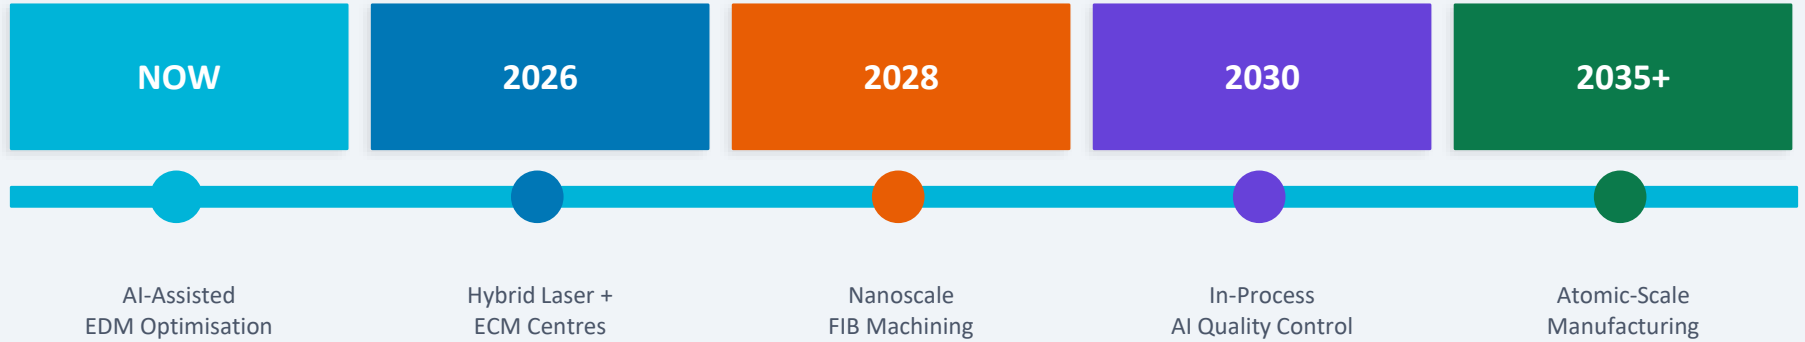 NOW
2026
2028
2030
2035+
AI-Assisted
EDM Optimisation
Hybrid Laser +
ECM Centres
Nanoscale
FIB Machining
In-Process
AI Quality Control
Atomic-Scale
Manufacturing